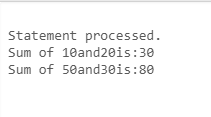 Statement processed.
Sum of 10and20is:30
Sum of 50and30is:80